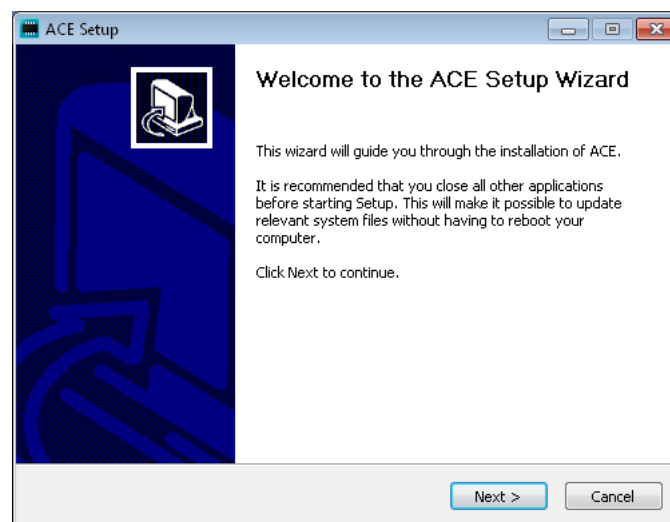 ACE Setup
Welcome to the ACE Setup Wizard
This wizard will guide you through the installation of ACE.
It is recommended that you close all other applications
before starting Setup. This will make it possible to update
relevant system files without having to reboot your
computer.
Click Next to continue.
Next >
Cancel